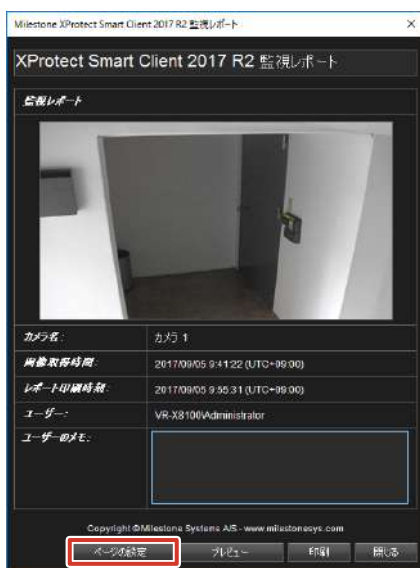 Milestone XProtect Smart Client 2017 R2 監視レポート
XProtect Smart Client 2017 R2 監視レポート
監視レポート
カメラ名:
カメラ 1
画像取得時間:
2017/09/05 9:41:22 (UTC+09:00)
レポート印刷時刻:
2017/09/05 9:55:31 (UTC+09:00)
ユーザー:
VR-X8100\Administrator
ユーザーのメモ:
Copyright © Milestone Systems A/S - www.milestonesys.com
ページの設定
プレビュー
印刷
閉じる